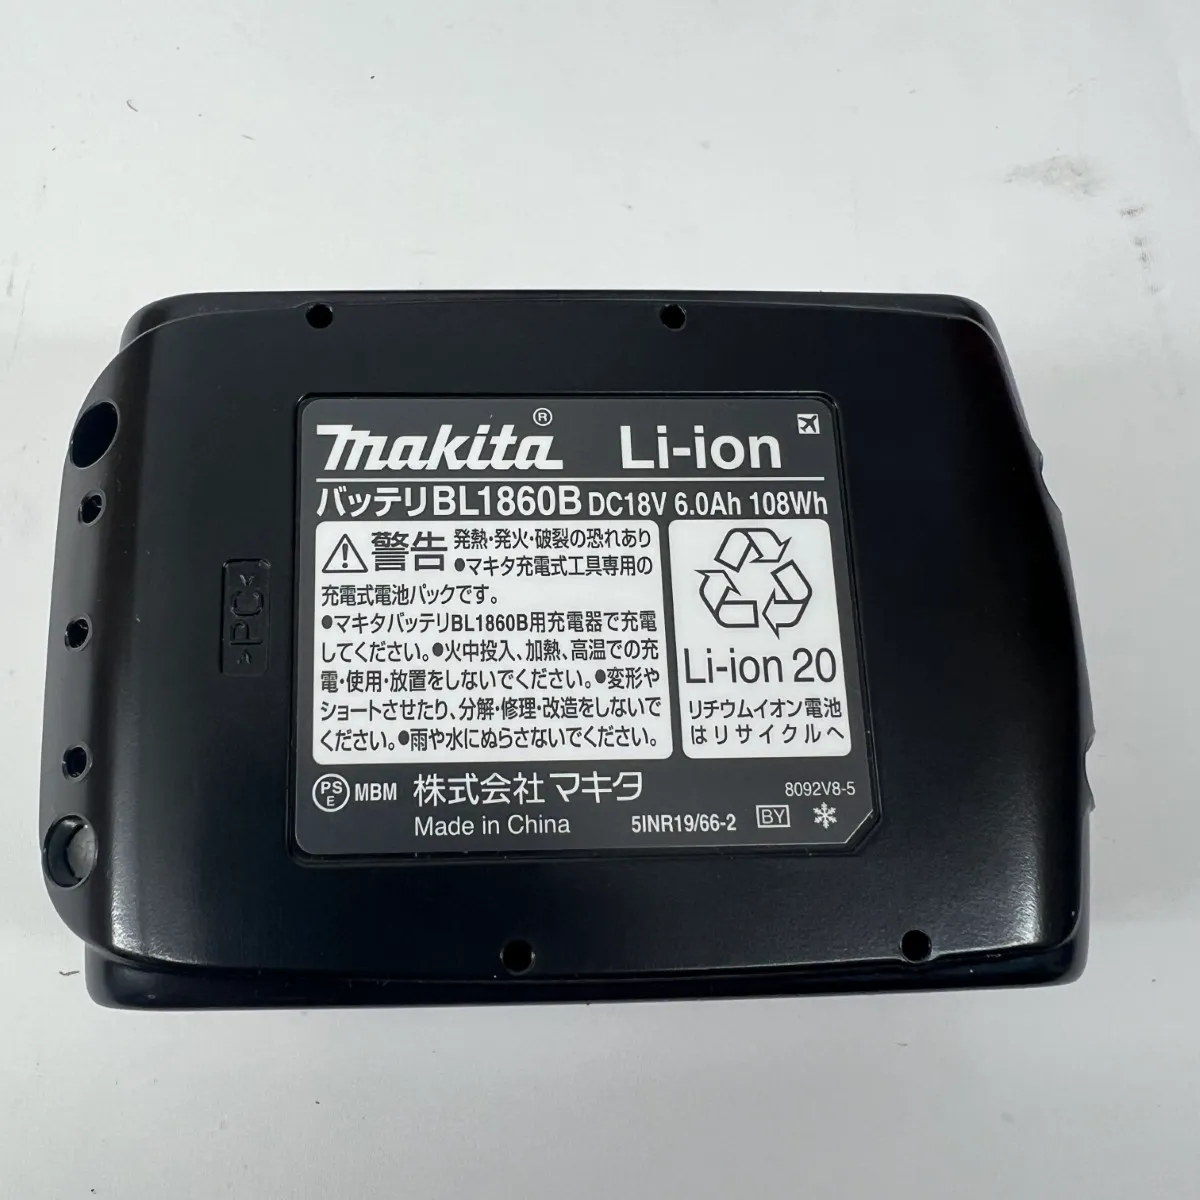 makita® Li-ion
バッテリBL1860B DC18V 6.0Ah 108Wh
警告 発熱・発火・破裂の恐れあり
●マキタ充電式工具専用の
充電式電池パックです。
●マキタバッテリBL1860B用充電器で充電
してください。●火中投入、加熱、高温での充
電・使用・放置をしないでください。●変形や
ショートさせたり、分解・修理・改造をしないで
ください。●雨や水にぬらさないでください。
Li-ion 20
リチウムイオン電池
はリサイクルへ
PSE MBM 株式会社マキタ
Made in China
8092V8-5
5INR19/66-2 BY
>PC<